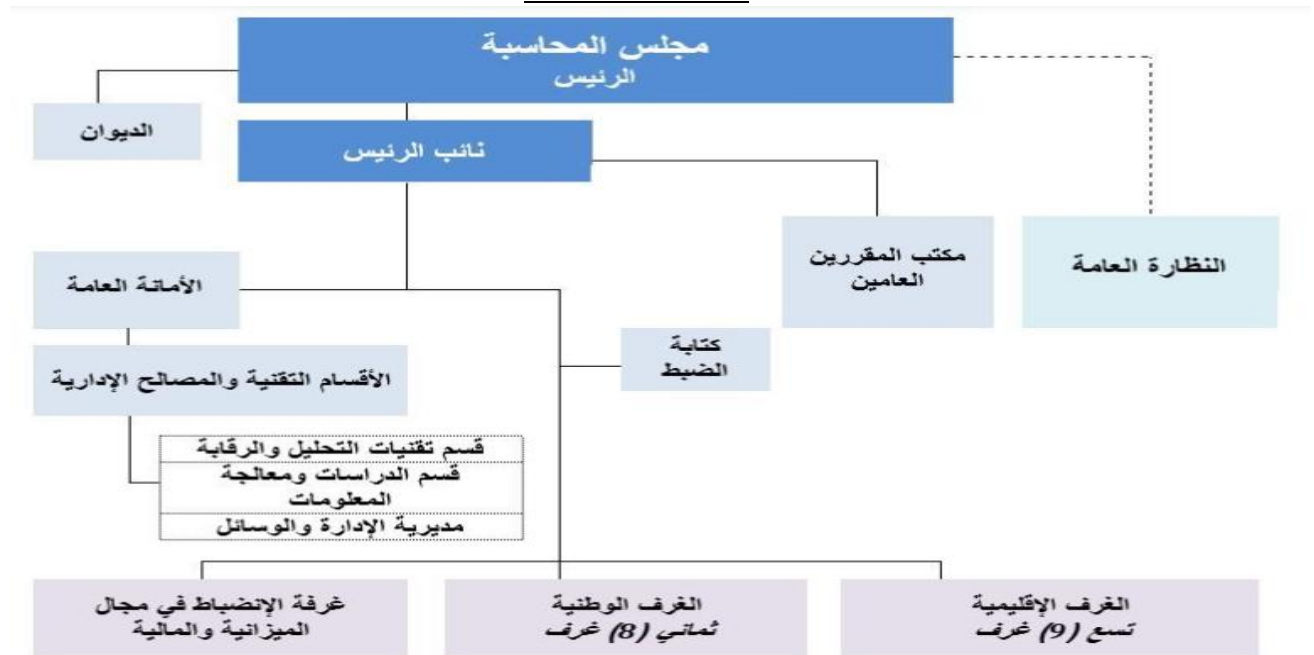 مجلس المحاسبة
الرئيس
الديوان
نائب الرئيس
مكتب المقررين
العامين
النظارة العامة
الأمانة العامة
كتابة
الضبط
الأقسام التقنية والمصالح الإدارية
قسم تقنيات التحليل والرقابة
قسم الدراسات ومعالجة
المعلومات
مديرية الإدارة والوسائل
الغرف الإقليمية
تسع (9) غرف
الغرف الوطنية
ثماني (8) غرف
غرفة الإنضباط في مجال
الميزانية والمالية